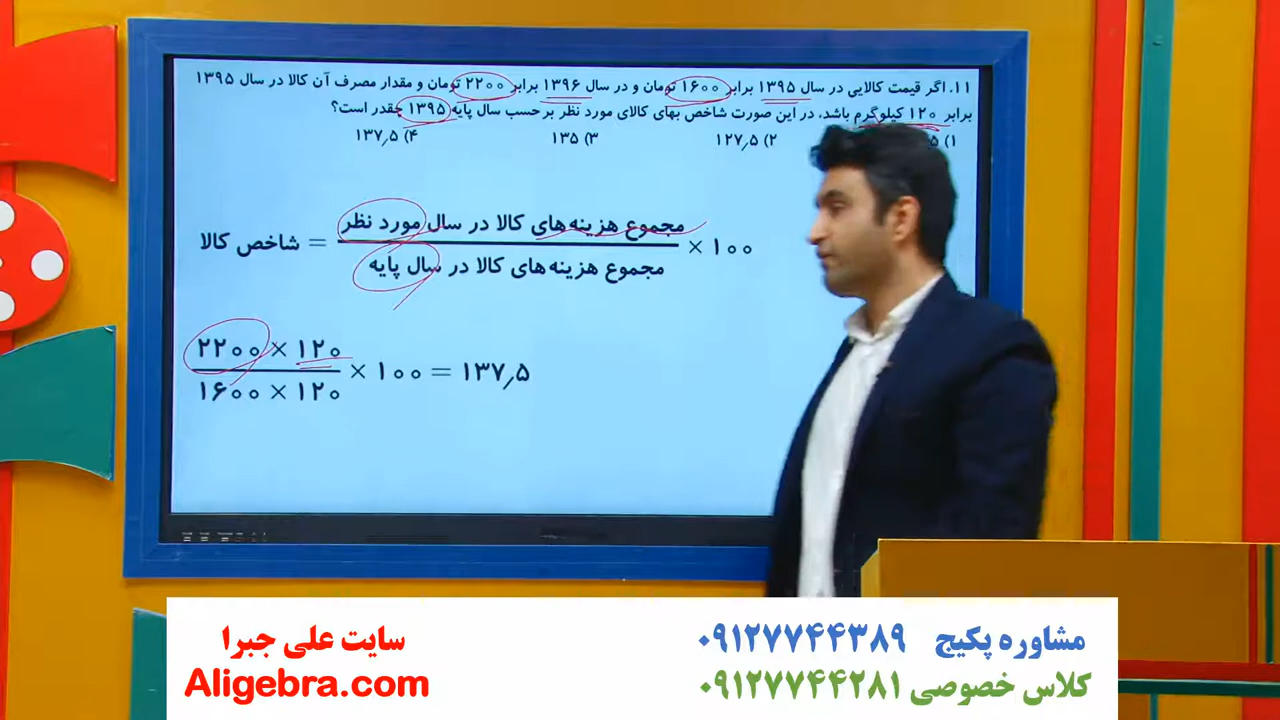 ۱۱. اگر قیمت کالایی در سال ۱۳۹۵ برابر ۱۶۰۰ تومان و در سال ۱۳۹۶ برابر ۲۲۰۰ تومان و مقدار مصرف آن کالا در سال ۱۳۹۵
برابر ۱۲۰ کیلوگرم باشد، در این صورت شاخص بهای کالای مورد نظر بر حسب سال پایه ۱۳۹۵ چقدر است؟
۱) ۲) ۱۲۷٫۵ ۳) ۱۳۵ ۴) ۱۳۷٫۵
مجموع هزینه‌های کالا در سال مورد نظر
شاخص کالا = × ۱۰۰
مجموع هزینه‌های کالا در سال پایه
۲۲۰۰ × ۱۲۰
× ۱۰۰ = ۱۳۷٫۵
۱۶۰۰ × ۱۲۰
مشاوره پکیج ۰۹۱۲۷۷۴۴۳۸۹
کلاس خصوصی ۰۹۱۲۷۷۴۴۲۸۱
سایت علی جبرا
Aligebra.com